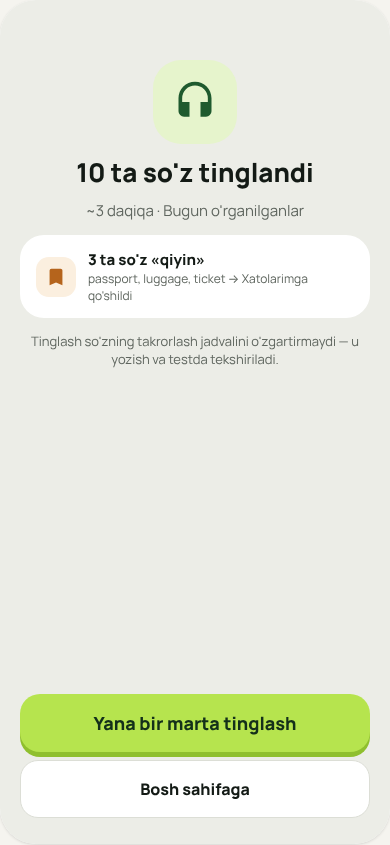 10 ta so'z tinglandi
~3 daqiqa · Bugun o'rganilganlar
3 ta so'z «qiyin»
passport, luggage, ticket → Xatolarimga
qo'shildi
Tinglash so'zning takrorlash jadvalini o'zgartirmaydi — u
yozish va testda tekshiriladi.
Yana bir marta tinglash
Bosh sahifaga